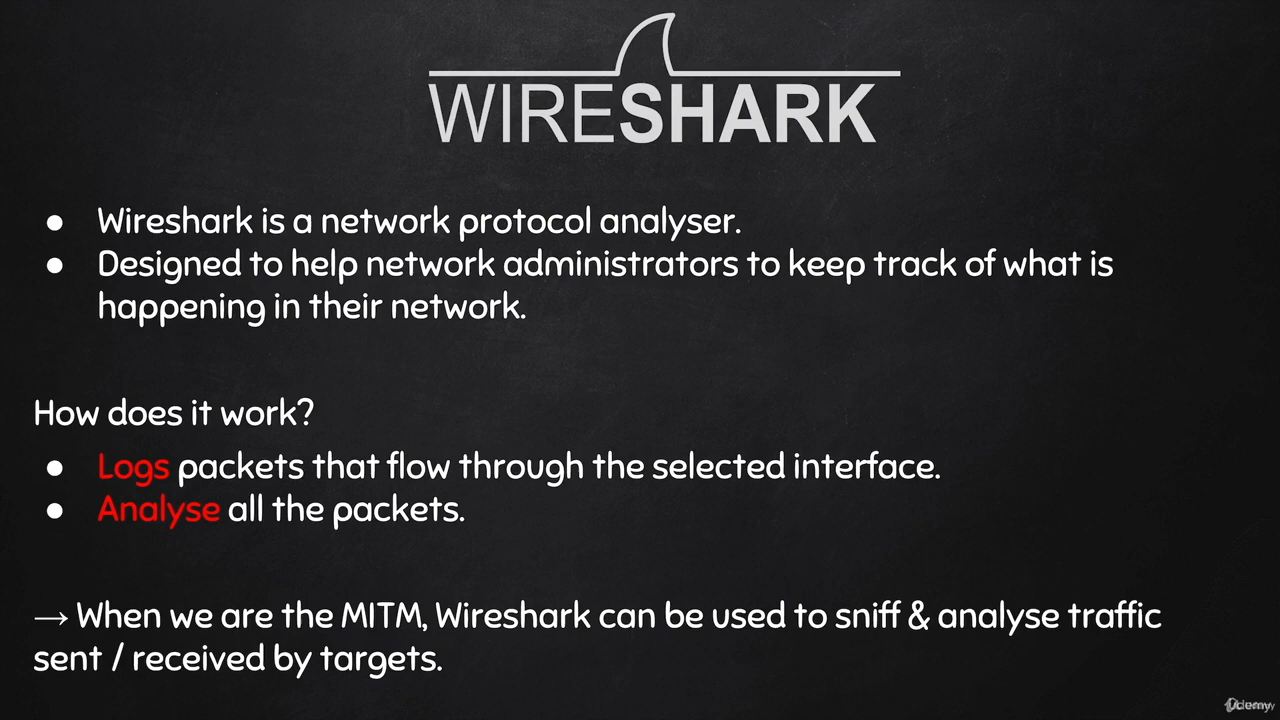 WIRESHARK
● Wireshark is a network protocol analyser.
● Designed to help network administrators to keep track of what is
happening in their network.
How does it work?
● Logs packets that flow through the selected interface.
● Analyse all the packets.
→ When we are the MITM, Wireshark can be used to sniff & analyse traffic
sent / received by targets.
Udemy